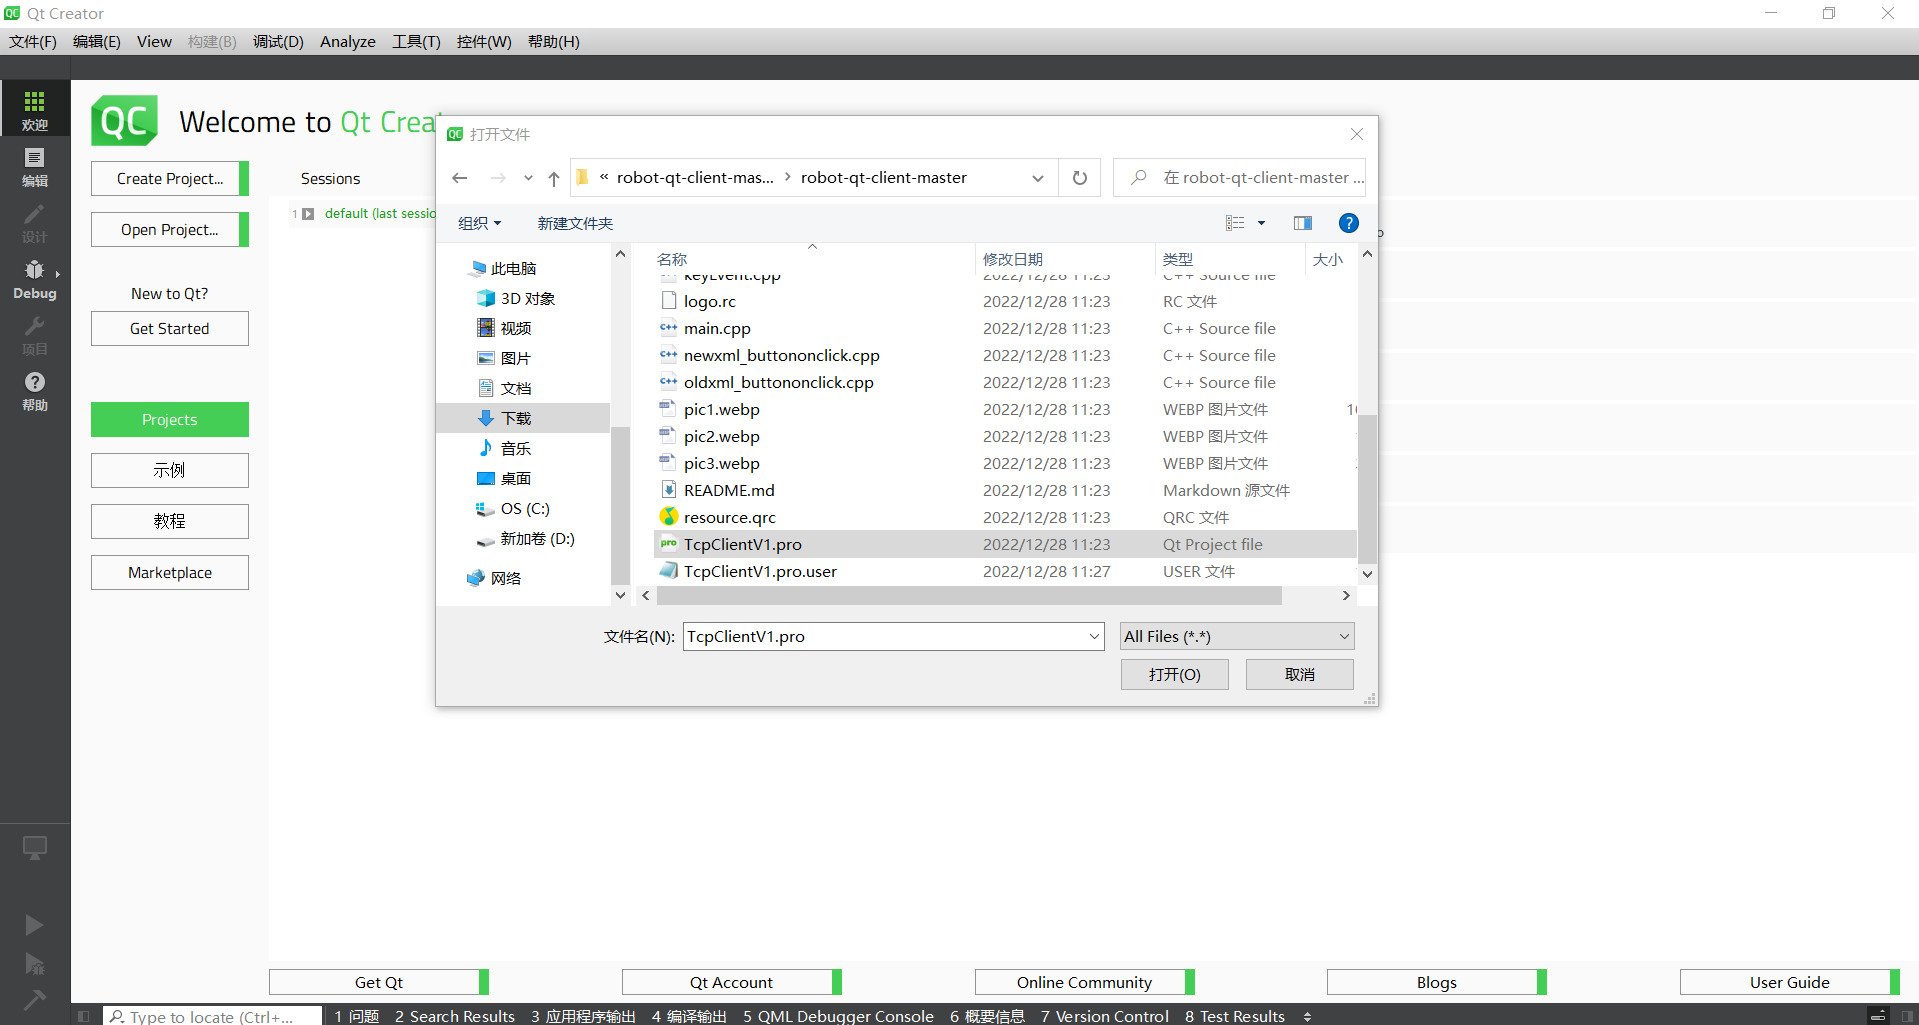 QC Qt Creator
文件(F) 编辑(E) View 构建(B) 调试(D) Analyze 工具(T) 控件(W) 帮助(H)
欢迎
编辑
设计
Debug
项目
帮助
QC Welcome to Qt Crea
Create Project...
Open Project...
New to Qt?
Get Started
Projects
示例
教程
Marketplace
Sessions
1 default (last sessio
QC 打开文件
« robot-qt-client-mas... > robot-qt-client-master
在 robot-qt-client-master ...
组织 新建文件夹
此电脑
3D 对象
视频
图片
文档
下载
音乐
桌面
OS (C:)
新加卷 (D:)
网络
名称 修改日期 类型 大小
keyEvent.cpp 2022/12/28 11:23 C++ Source file
logo.rc 2022/12/28 11:23 RC 文件
main.cpp 2022/12/28 11:23 C++ Source file
newxml_buttononclick.cpp 2022/12/28 11:23 C++ Source file
oldxml_buttononclick.cpp 2022/12/28 11:23 C++ Source file
pic1.webp 2022/12/28 11:23 WEBP 图片文件
pic2.webp 2022/12/28 11:23 WEBP 图片文件
pic3.webp 2022/12/28 11:23 WEBP 图片文件
README.md 2022/12/28 11:23 Markdown 源文件
resource.qrc 2022/12/28 11:23 QRC 文件
TcpClientV1.pro 2022/12/28 11:23 Qt Project file
TcpClientV1.pro.user 2022/12/28 11:27 USER 文件
文件名(N): TcpClientV1.pro All Files (*.*)
打开(O) 取消
Get Qt Qt Account Online Community Blogs User Guide
Type to locate (Ctrl+... 1 问题 2 Search Results 3 应用程序输出 4 编译输出 5 QML Debugger Console 6 概要信息 7 Version Control 8 Test Results